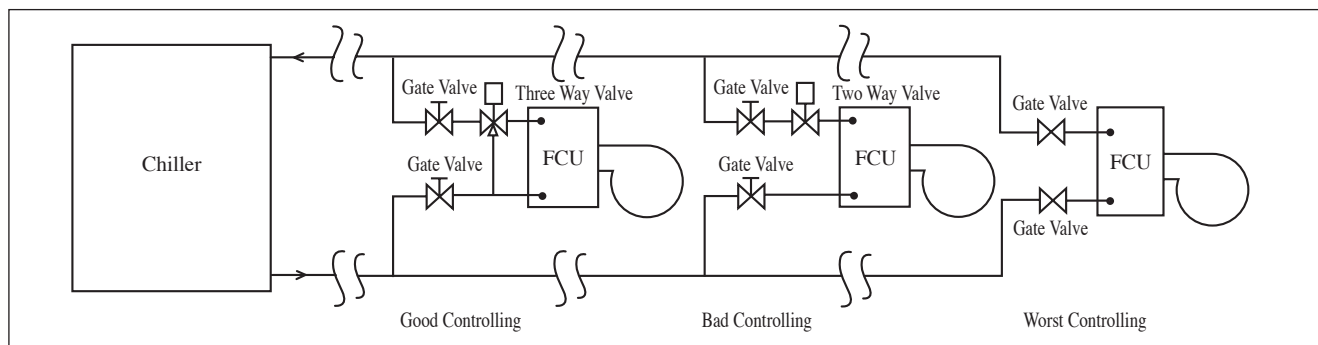 Gate Valve
Three Way Valve
Gate Valve
Two Way Valve
Gate Valve
Chiller
FCU
FCU
FCU
Gate Valve
Gate Valve
Gate Valve
Good Controlling
Bad Controlling
Worst Controlling